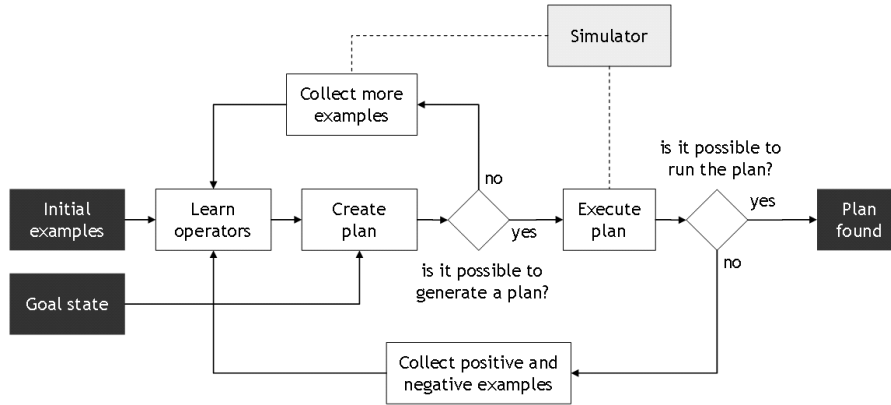 Simulator
Collect more
examples
is it possible to
run the plan?
no
yes
Initial
examples
Learn
operators
Create
plan
yes
Execute
plan
Plan
found
no
is it possible to
generate a plan?
Goal state
Collect positive and
negative examples